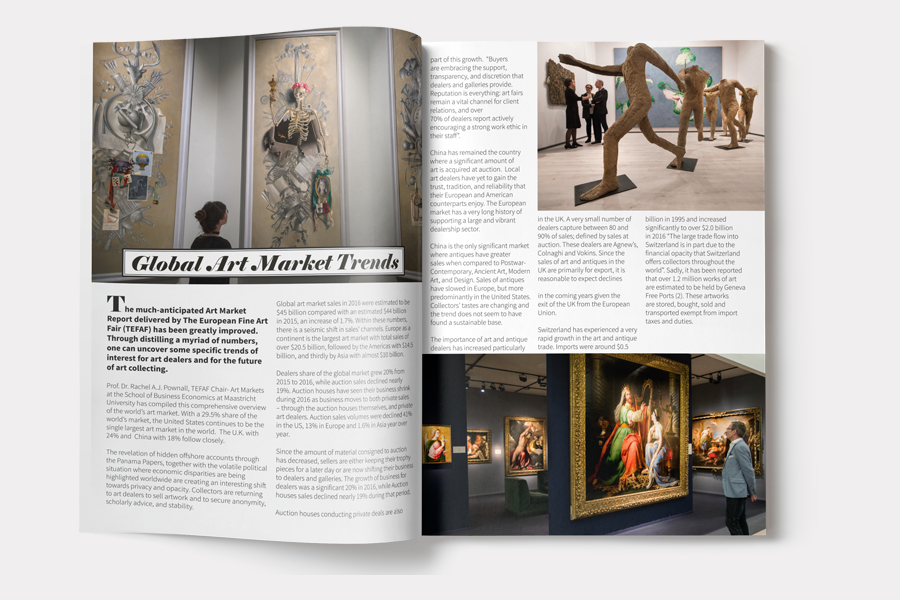 Global Art Market Trends
The much-anticipated Art Market
Report delivered by The European Fine Art
Fair (TEFAF) has been greatly improved.
Through distilling a myriad of numbers,
one can uncover some specific trends of
interest for art dealers and for the future
of art collecting.
Prof. Dr. Rachel A.J. Pownall, TEFAF Chair- Art Markets
at the School of Business Economics at Maastricht
University has compiled this comprehensive overview
of the world's art market. With a 29.5% share of the
world's market, the United States continues to be the
single largest art market in the world. The U.K. with
24% and China with 18% follow closely.
The revelation of hidden offshore accounts through
the Panama Papers, together with the volatile political
situation where economic disparities are being
highlighted worldwide are creating an interesting shift
towards privacy and opacity. Collectors are returning
to art dealers to sell artwork and to secure anonymity,
scholarly advice, and stability.
Global art market sales in 2016 were estimated to be
$45 billion compared with an estimated $44 billion
in 2015, an increase of 1.7%. Within these numbers,
there is a seismic shift in sales' channels. Europe as a
continent is the largest art market with total sales of
over $20.5 billion, followed by the Americas with $14.5
billion, and thirdly by Asia with almost $10 billion.
Dealers share of the global market grew 20% from
2015 to 2016, while auction sales declined nearly
19%. Auction houses have seen their business shrink
during 2016 as business moves to both private sales
– through the auction houses themselves, and private
art dealers. Auction sales volumes were declined 41%
in the US, 13% in Europe and 1.6% in Asia year over
year.
Since the amount of material consigned to auction
has decreased, sellers are either keeping their trophy
pieces for a later day or are now shifting their business
to dealers and galleries. The growth of business for
dealers was a significant 20% in 2016, while Auction
houses sales declined nearly 19% during that period.
Auction houses conducting private deals are also
part of this growth. "Buyers
are embracing the support,
transparency, and discretion that
dealers and galleries provide.
Reputation is everything: art fairs
remain a vital channel for client
relations, and over
70% of dealers report actively
encouraging a strong work ethic in
their staff".
China has remained the country
where a significant amount of
art is acquired at auction. Local
art dealers have yet to gain the
trust, tradition, and reliability that
their European and American
counterparts enjoy. The European
market has a very long history of
supporting a large and vibrant
dealership sector.
China is the only significant market
where antiques have greater
sales when compared to Postwar-
Contemporary, Ancient Art, Modern
Art, and Design. Sales of antiques
have slowed in Europe, but more
predominantly in the United States.
Collectors' tastes are changing and
the trend does not seem to have
found a sustainable base.
The importance of art and antique
dealers has increased particularly
in the UK. A very small number of
dealers capture between 80 and
90% of sales; defined by sales at
auction. These dealers are Agnew's,
Colnaghi and Vokins. Since the
sales of art and antiques in the
UK are primarily for export, it is
reasonable to expect declines
in the coming years given the
exit of the UK from the European
Union.
Switzerland has experienced a very
rapid growth in the art and antique
trade. Imports were around $0.5
billion in 1995 and increased
significantly to over $2.0 billion
in 2016 "The large trade flow into
Switzerland is in part due to the
financial opacity that Switzerland
offers collectors throughout the
world". Sadly, it has been reported
that over 1.2 million works of art
are estimated to be held by Geneva
Free Ports (2). These artworks
are stored, bought, sold and
transported exempt from import
taxes and duties.